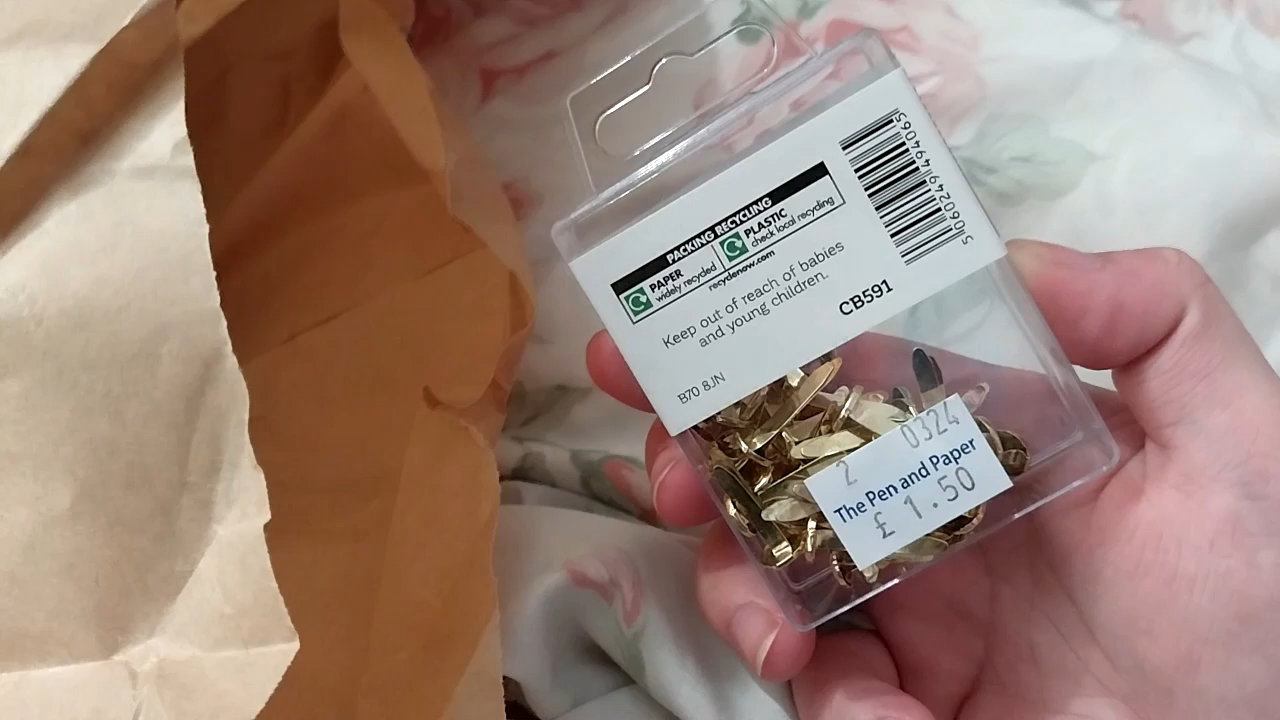 PACKING RECYCLING
PAPER
widely recycled
PLASTIC
check local recycling
recyclenow.com
Keep out of reach of babies
and young children.
CB591
B70 8JN
5060249494065
2 0324
The Pen and Paper
£ 1.50